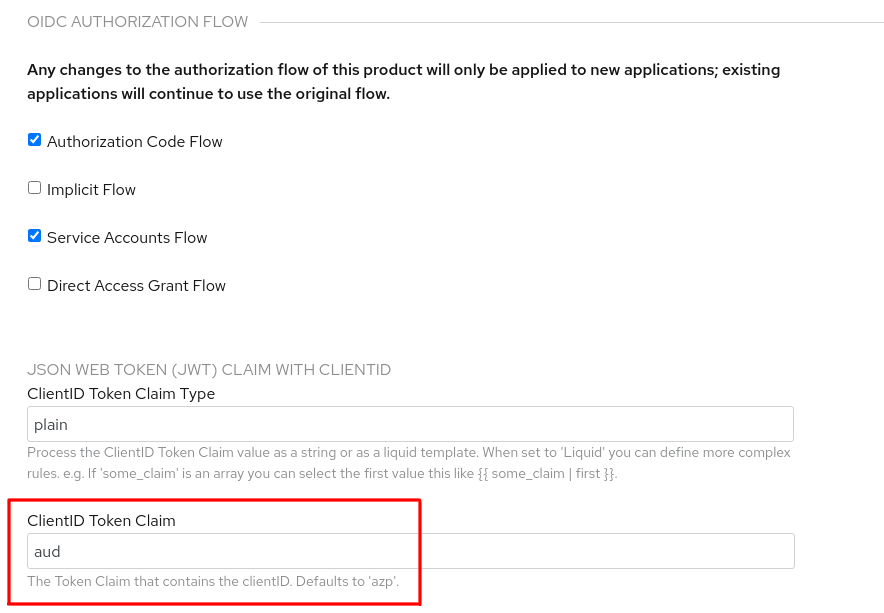 OIDC AUTHORIZATION FLOW
Any changes to the authorization flow of this product will only be applied to new applications; existing
applications will continue to use the original flow.
Authorization Code Flow
Implicit Flow
Service Accounts Flow
Direct Access Grant Flow
JSON WEB TOKEN (JWT) CLAIM WITH CLIENTID
ClientID Token Claim Type
plain
Process the ClientID Token Claim value as a string or as a liquid template. When set to 'Liquid' you can define more complex
rules. e.g. If 'some_claim' is an array you can select the first value this like {{ some_claim | first }}.
ClientID Token Claim
aud
The Token Claim that contains the clientID. Defaults to 'azp'.